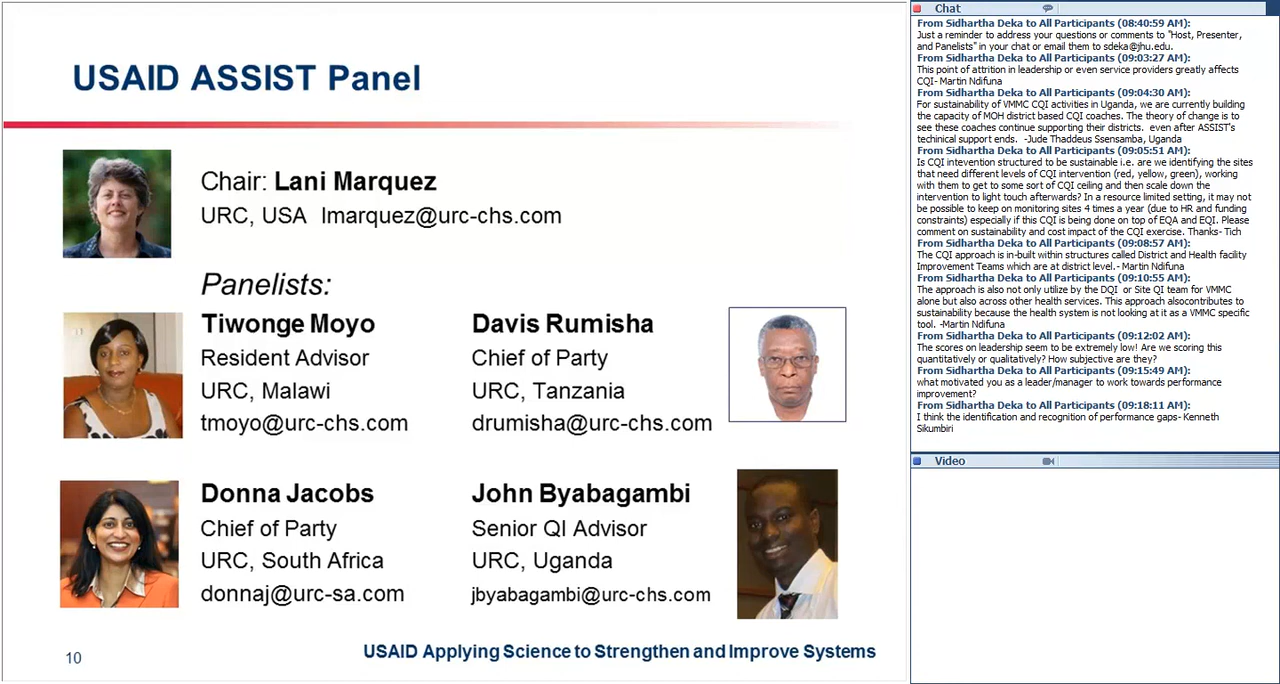 USAID ASSIST Panel
Chair: Lani Marquez
URC, USA lmarquez@urc-chs.com
Panelists:
Tiwonge Moyo
Resident Advisor
URC, Malawi
tmoyo@urc-chs.com
Davis Rumisha
Chief of Party
URC, Tanzania
drumisha@urc-chs.com
Donna Jacobs
Chief of Party
URC, South Africa
donnaj@urc-sa.com
John Byabagambi
Senior QI Advisor
URC, Uganda
jbyabagambi@urc-chs.com
10
USAID Applying Science to Strengthen and Improve Systems
Chat
From Sidhartha Deka to All Participants (08:40:59 AM):
Just a reminder to address your questions or comments to "Host, Presenter,
and Panelists" in your chat or email them to sdeka@jhu.edu.
From Sidhartha Deka to All Participants (09:03:27 AM):
This point of attrition in leadership or even service providers greatly affects
CQI- Martin Ndifuna
From Sidhartha Deka to All Participants (09:04:30 AM):
For sustainability of VMMC CQI activities in Uganda, we are currently building
the capacity of MOH district based CQI coaches. The theory of change is to
see these coaches continue supporting their districts. even after ASSIST's
techinical support ends. -Jude Thaddeus Ssensamba, Uganda
From Sidhartha Deka to All Participants (09:05:51 AM):
Is CQI intervention structured to be sustainable i.e. are we identifying the sites
that need different levels of CQI intervention (red, yellow, green), working
with them to get to some sort of CQI ceiling and then scale down the
intervention to light touch afterwards? In a resource limited setting, it may not
be possible to keep on monitoring sites 4 times a year (due to HR and funding
constraints) especially if this CQI is being done on top of EQA and EQI. Please
comment on sustainability and cost impact of the CQI exercise. Thanks- Tich
From Sidhartha Deka to All Participants (09:08:57 AM):
The CQI approach is in-built within structures called District and Health facility
Improvement Teams which are at district level.- Martin Ndifuna
From Sidhartha Deka to All Participants (09:10:55 AM):
The approach is also not only utilize by the DQI or Site QI team for VMMC
alone but also across other health services. This approach alsocontributes to
sustainability because the health system is not looking at it as a VMMC specific
tool. -Martin Ndifuna
From Sidhartha Deka to All Participants (09:12:02 AM):
The scores on leadership seem to be extremely low! Are we scoring this
quantitatively or qualitatively? How subjective are they?
From Sidhartha Deka to All Participants (09:15:49 AM):
what motivated you as a leader/manager to work towards performance
improvement?
From Sidhartha Deka to All Participants (09:18:11 AM):
I think the identification and recognition of performance gaps- Kenneth
Sikumbiri
Video